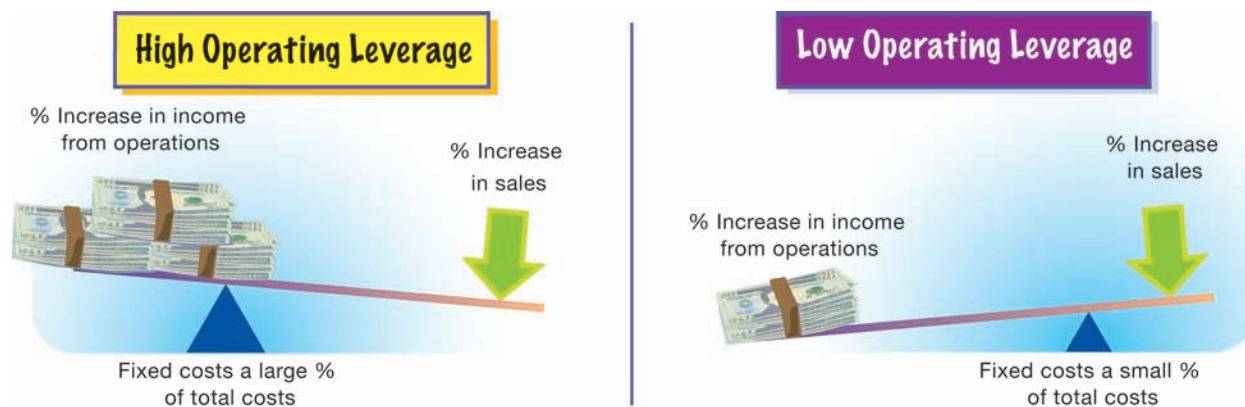 High Operating Leverage
% Increase in income
from operations
% Increase
in sales
Fixed costs a large %
of total costs
Low Operating Leverage
% Increase
in sales
% Increase in income
from operations
Fixed costs a small %
of total costs